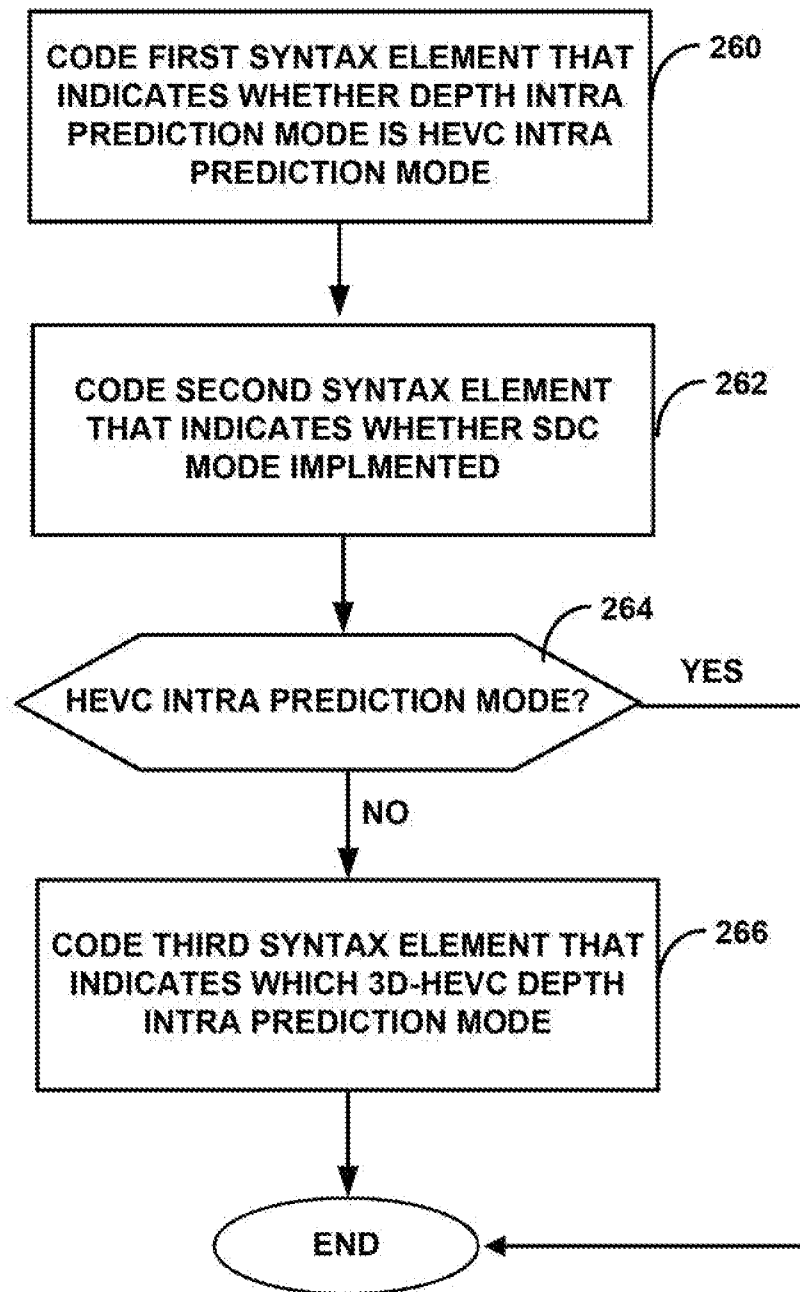 CODE FIRST SYNTAX ELEMENT THAT
INDICATES WHETHER DEPTH INTRA
PREDICTION MODE IS HEVC INTRA
PREDICTION MODE
260
CODE SECOND SYNTAX ELEMENT
THAT INDICATES WHETHER SDC
MODE IMPLMENTED
262
264
HEVC INTRA PREDICTION MODE?
YES
NO
CODE THIRD SYNTAX ELEMENT THAT
INDICATES WHICH 3D-HEVC DEPTH
INTRA PREDICTION MODE
266
END